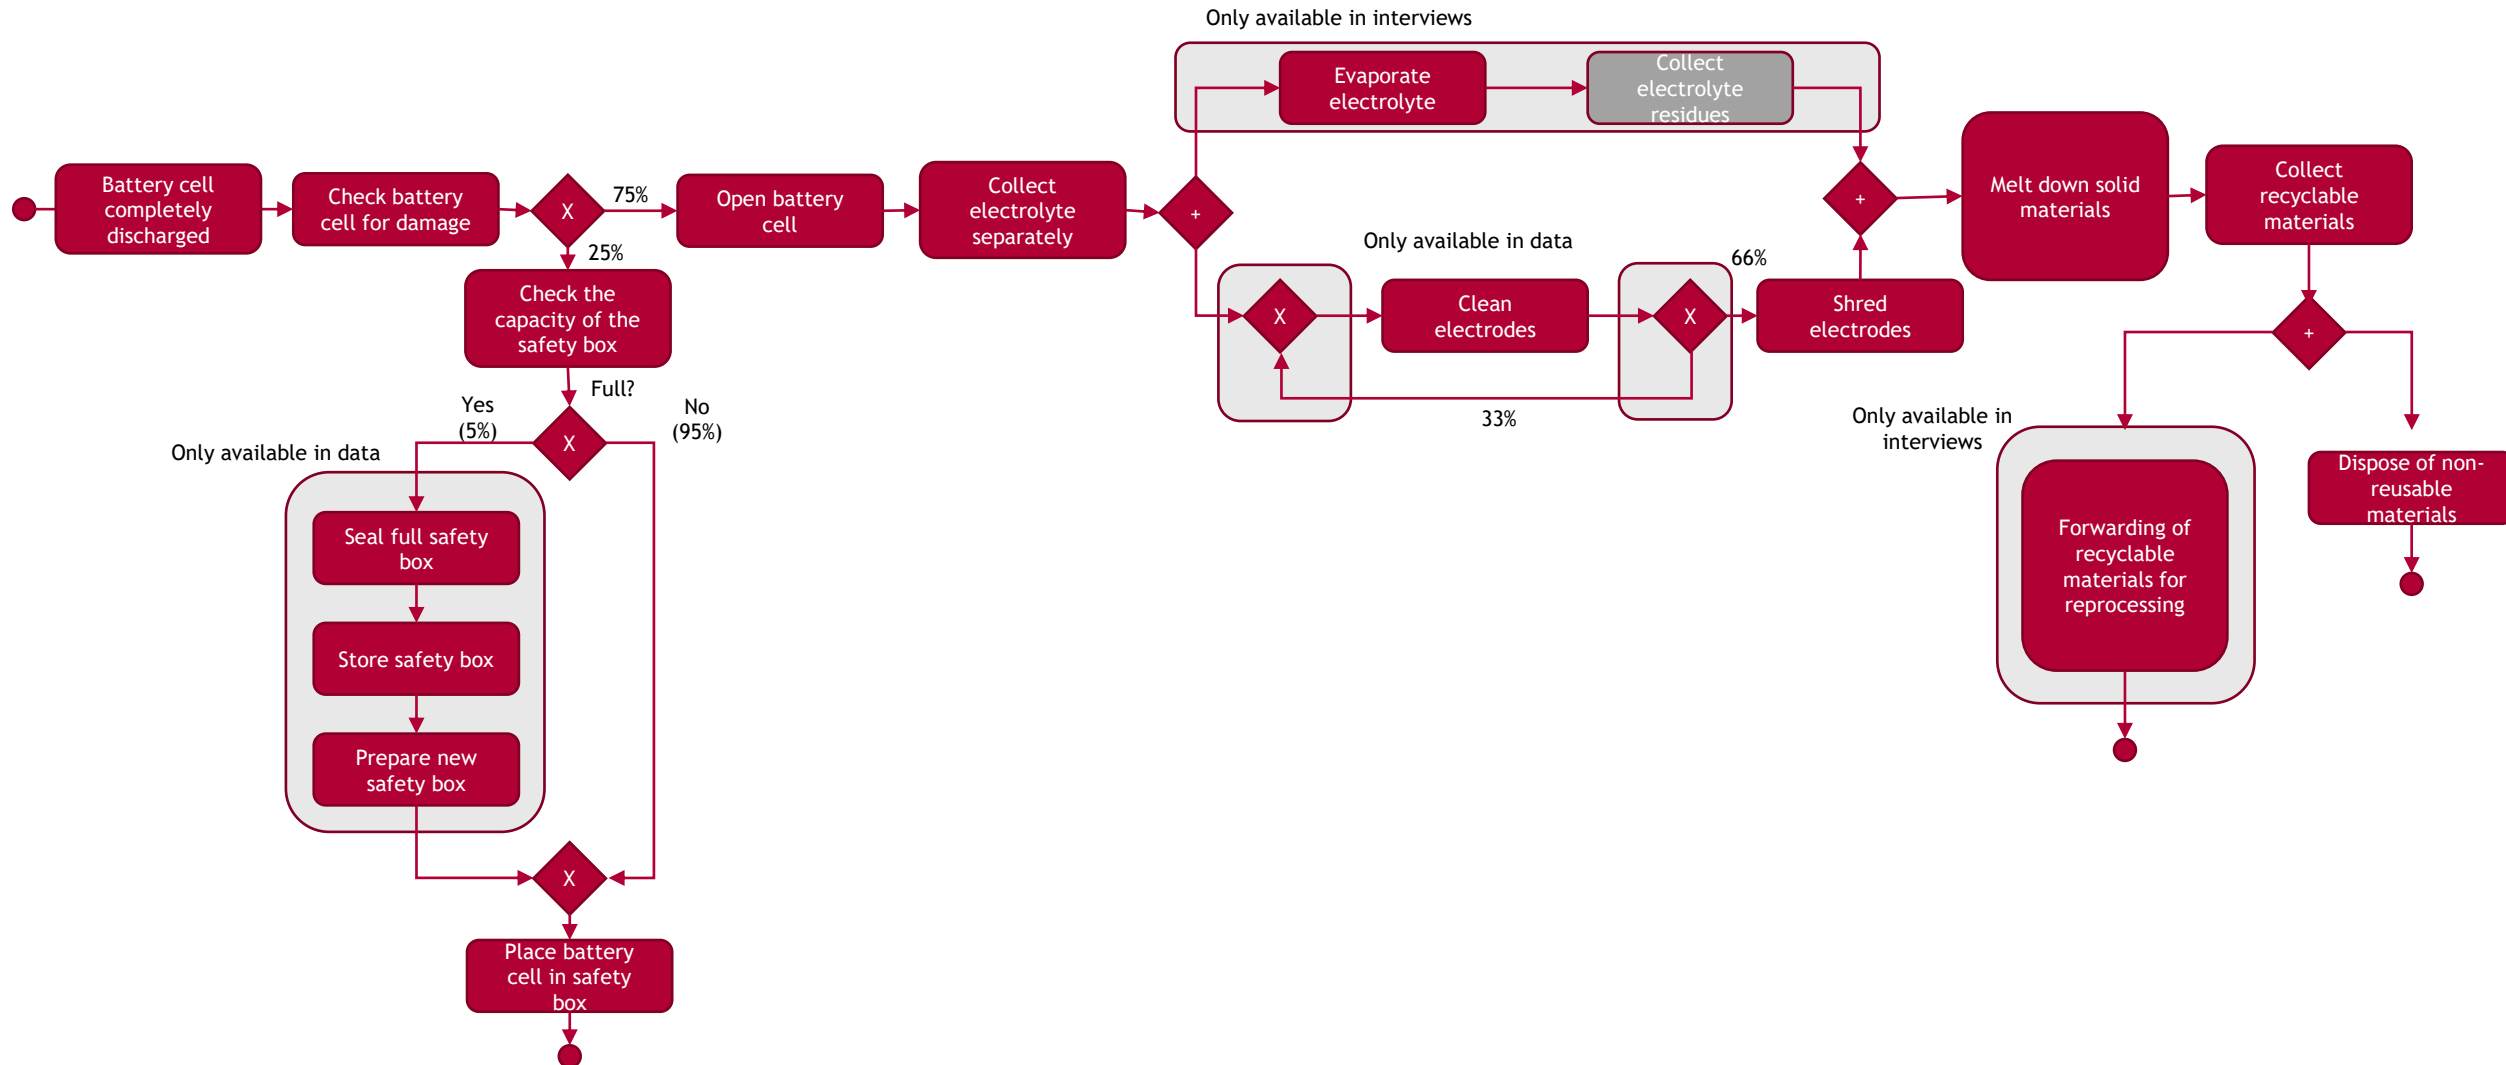 Only available in interviews
Evaporate
electrolyte
Collect
electrolyte
residues
Battery cell
completely
discharged
Check battery
cell for damage
X
75%
Open battery
cell
Collect
electrolyte
separately
+
+
Melt down solid
materials
Collect
recyclable
materials
25%
Only available in data
66%
Check the
capacity of the
safety box
X
Clean
electrodes
X
Shred
electrodes
33%
+
Full?
Yes
(5%)
No
(95%)
X
Only available in data
Seal full safety
box
Store safety box
Prepare new
safety box
X
Place battery
cell in safety
box
Only available in
interviews
Forwarding of
recyclable
materials for
reprocessing
Dispose of non-
reusable
materials